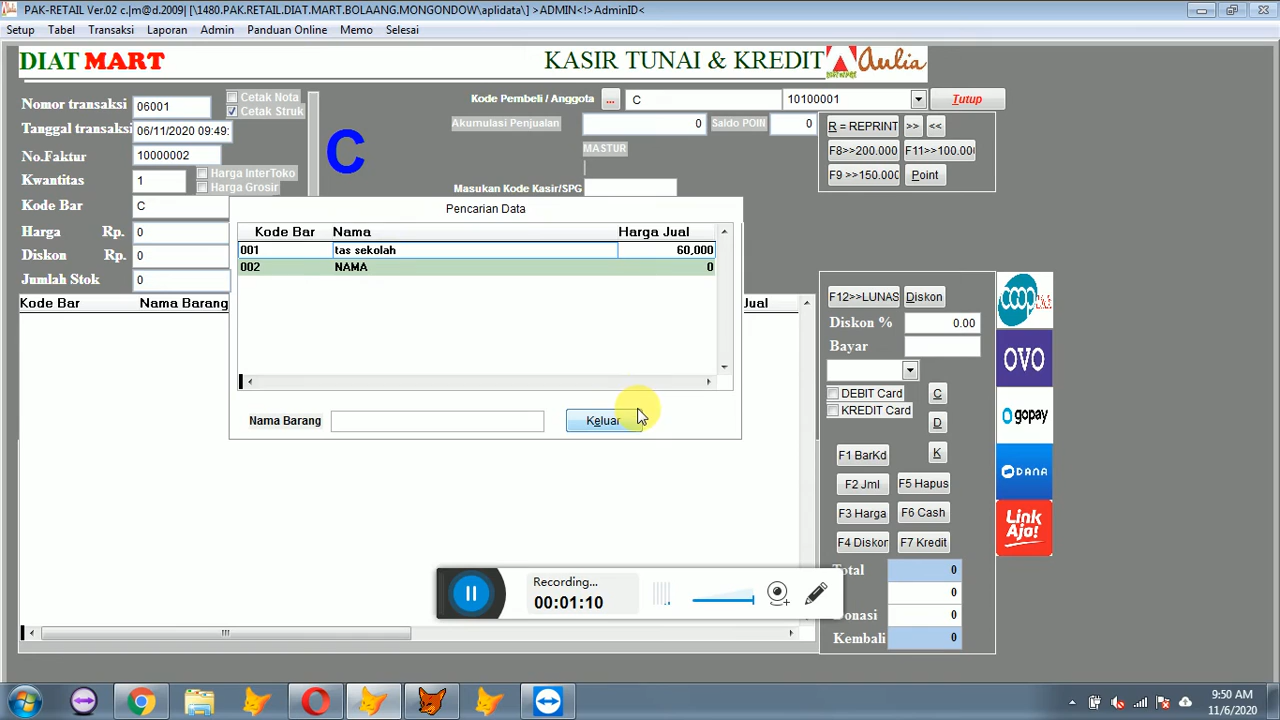 PAK-RETAIL Ver.02 c.|m@d.2009| [\1480.PAK.RETAIL.DIAT.MART.BOLAANG.MONGONDOW\aplidata\] >ADMIN<!>AdminID<
Setup Transaksi Laporan Admin Panduan Online Memo Selesai
DIAT MART
KASIR TUNAI & KREDIT
Aulia
Nomor transaksi 06001
Cetak Nota
Cetak Struk
Kode Pembeli / Anggota ... C 10100001 Tutup
Tanggal transaksi 06/11/2020 09:49:
C
Akumulasi Penjualan 0 Saldo POIN 0
R = REPRINT >> <<
No.Faktur 10000002
MASTUR
F8>>200.000 F11>>100.000
Kwantitas 1
Harga InterToko
Harga Grosir
Masukan Kode Kasir/SPG
F9 >>150.000 Point
Kode Bar C
Harga Rp. 0
Diskon Rp. 0
Jumlah Stok 0
Pencarian Data
Kode Bar Nama Harga Jual
001 tas sekolah 60,000
002 NAMA 0
Nama Barang Keluar
Kode Bar Nama Barang Jual
F12>>LUNAS Diskon
Diskon % 0.00
Bayar
DEBIT Card C
KREDIT Card
D
K
F1 BarKd
F2 Jml F5 Hapus
F3 Harga F6 Cash
F4 Diskon F7 Kredit
Total 0
0
onasi 0
Kembali 0
coop
OVO
gopay
DANA
Link
Aja!
Recording...
00:01:10
9:50 AM
11/6/2020